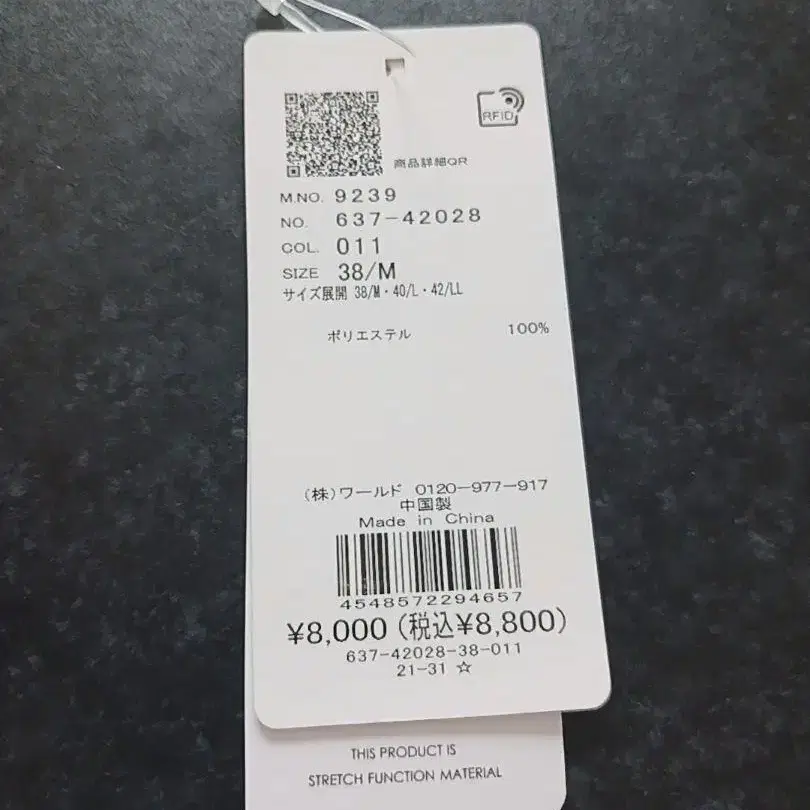 RFID
商品詳細QR
M.NO. 9239
NO. 637-42028
COL. 011
SIZE 38/M
サイズ展開 38/M・40/L・42/LL
ポリエステル 100%
(株)ワールド 0120-977-917
中国製
Made in China
4548572294657
¥8,000(税込¥8,800)
637-42028-38-011
21-31 ☆
THIS PRODUCT IS
STRETCH FUNCTION MATERIAL